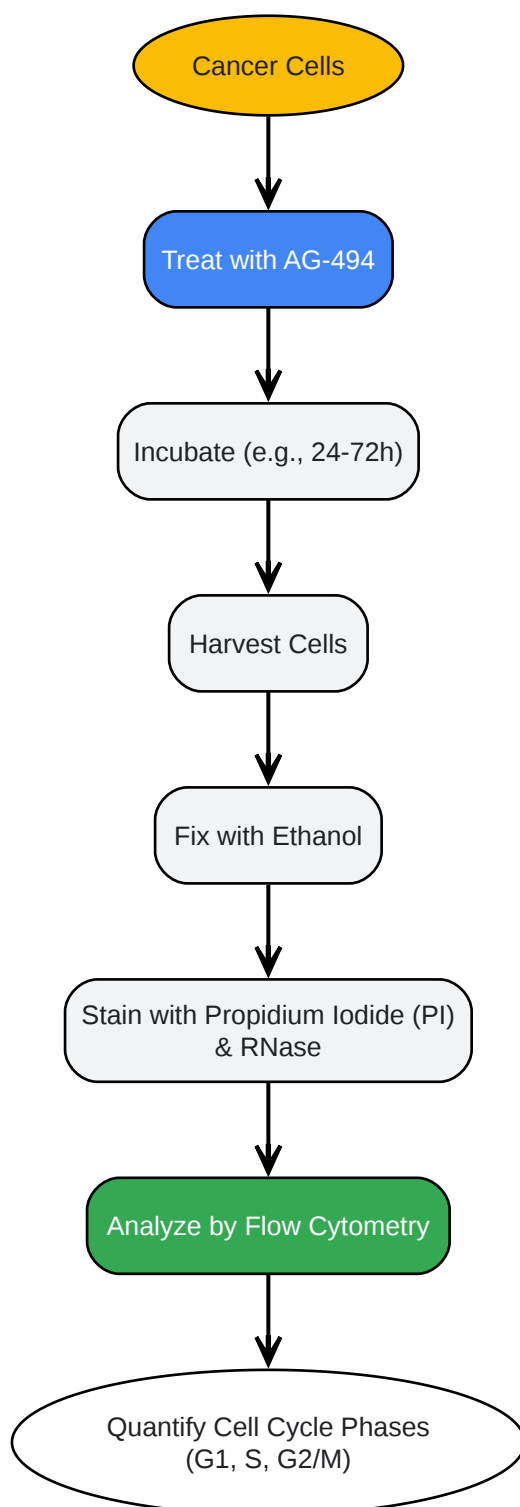 Cancer Cells
Treat with AG-494
Incubate (e.g., 24-72h)
Harvest Cells
Fix with Ethanol
Stain with Propidium Iodide (PI)
& RNase
Analyze by Flow Cytometry
Quantify Cell Cycle Phases
(G1, S, G2/M)